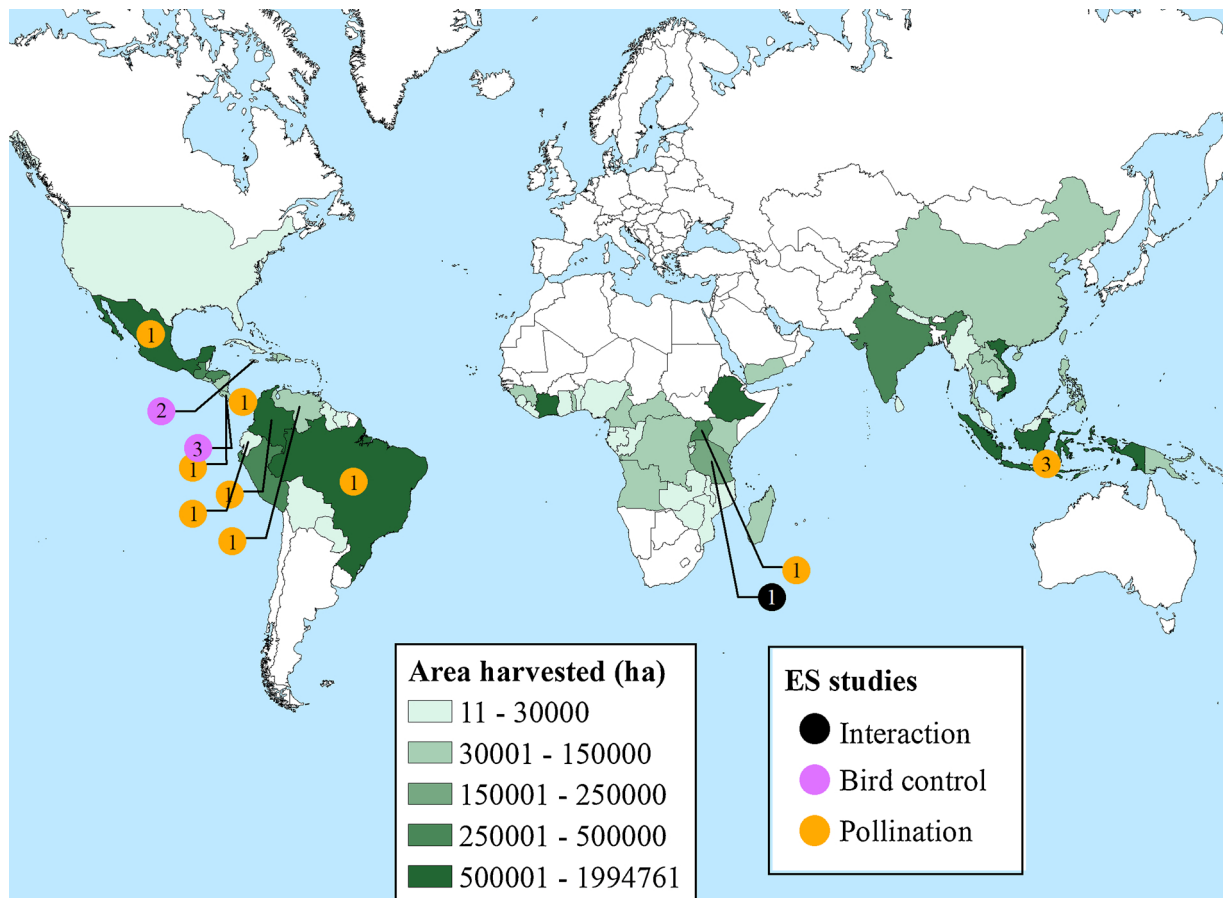 1
2
1
3
1
1
1
1
1
3
1
1
Area harvested (ha)
11 - 30000
30001 - 150000
150001 - 250000
250001 - 500000
500001 - 1994761
ES studies
Interaction
Bird control
Pollination